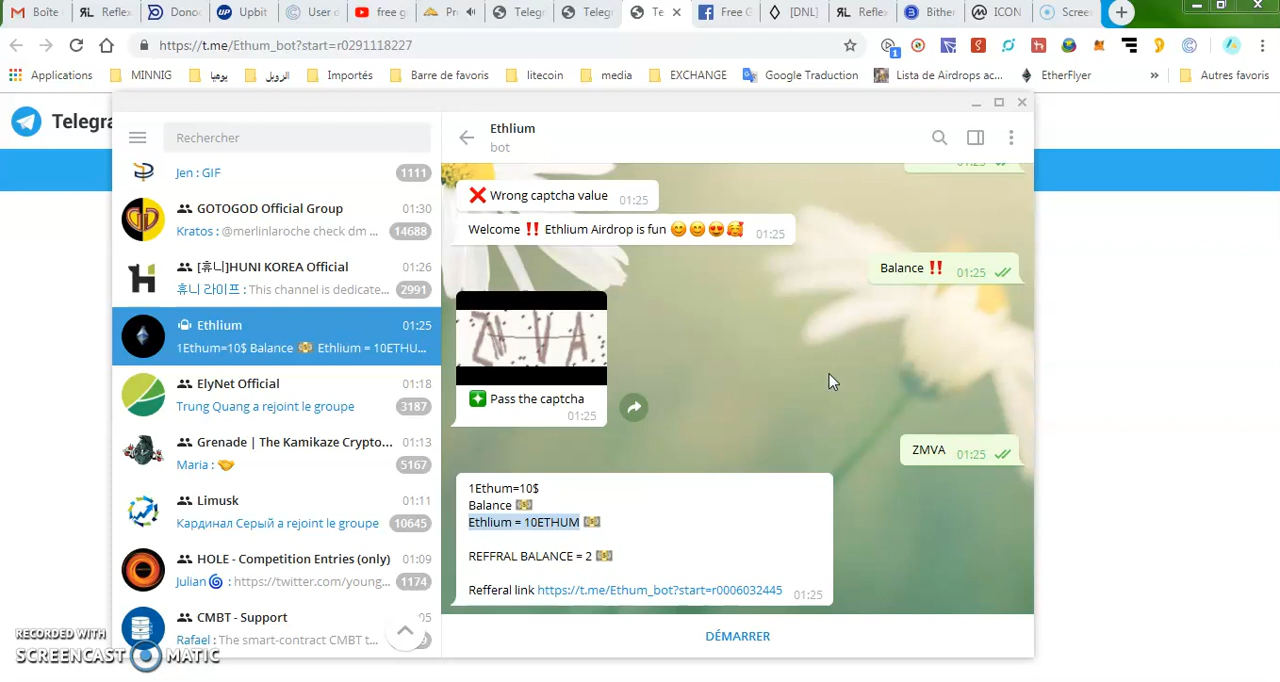 Boîte
Reflex
Donoc
Upbit
User o
free g
Pr
Telegr
Telegr
Te
Free G
[DNL]
Reflex
Bither
ICON
Scree
https://t.me/Ethum_bot?start=r0291118227
1
Applications
MINNIG
يوميا
الروبل
Importés
Barre de favoris
litecoin
media
EXCHANGE
Google Traduction
Lista de Airdrops ac...
EtherFlyer
»
Autres favoris
Telegra
Rechercher
Jen : GIF
1111
GOTOGOD Official Group
01:30
Kratos : @merlinlaroche check dm ...
14688
[휴니]HUNI KOREA Official
01:26
휴니 라이프 : This channel is dedicate...
2991
Ethlium
01:25
1Ethum=10$ Balance 💵 Ethlium = 10ETHU...
ElyNet Official
01:18
Trung Quang a rejoint le groupe
3187
Grenade | The Kamikaze Crypto...
01:13
Maria : 🤝
5167
Limusk
01:11
Кардинал Серый a rejoint le groupe
10645
HOLE - Competition Entries (only)
01:09
Julian🌀 : https://twitter.com/young...
1174
CMBT - Support
05
Rafael : The smart-contract CMBT t...
RECORDED WITH
SCREENCAST MATIC
Ethlium
bot
01:25
❌ Wrong captcha value 01:25
Welcome ‼️ Ethlium Airdrop is fun 😊😊😍🥰 01:25
Balance ‼️ 01:25
ZMVA
Pass the captcha
01:25
ZMVA 01:25
1Ethum=10$
Balance 💵
Ethlium = 10ETHUM 💵
REFFRAL BALANCE = 2 💵
Refferal link https://t.me/Ethum_bot?start=r0006032445 01:25
DÉMARRER